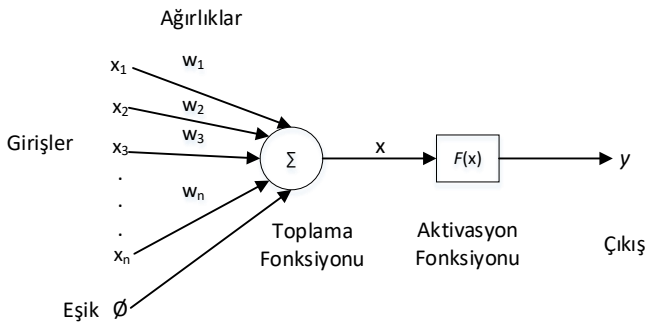 Ağırlıklar
x1 w1
x2 w2
Girişler x3 w3
Σ x F(x) y
.
.
.
wn
xn
Toplama Fonksiyonu
Aktivasyon Fonksiyonu
Çıkış
Eşik Ø